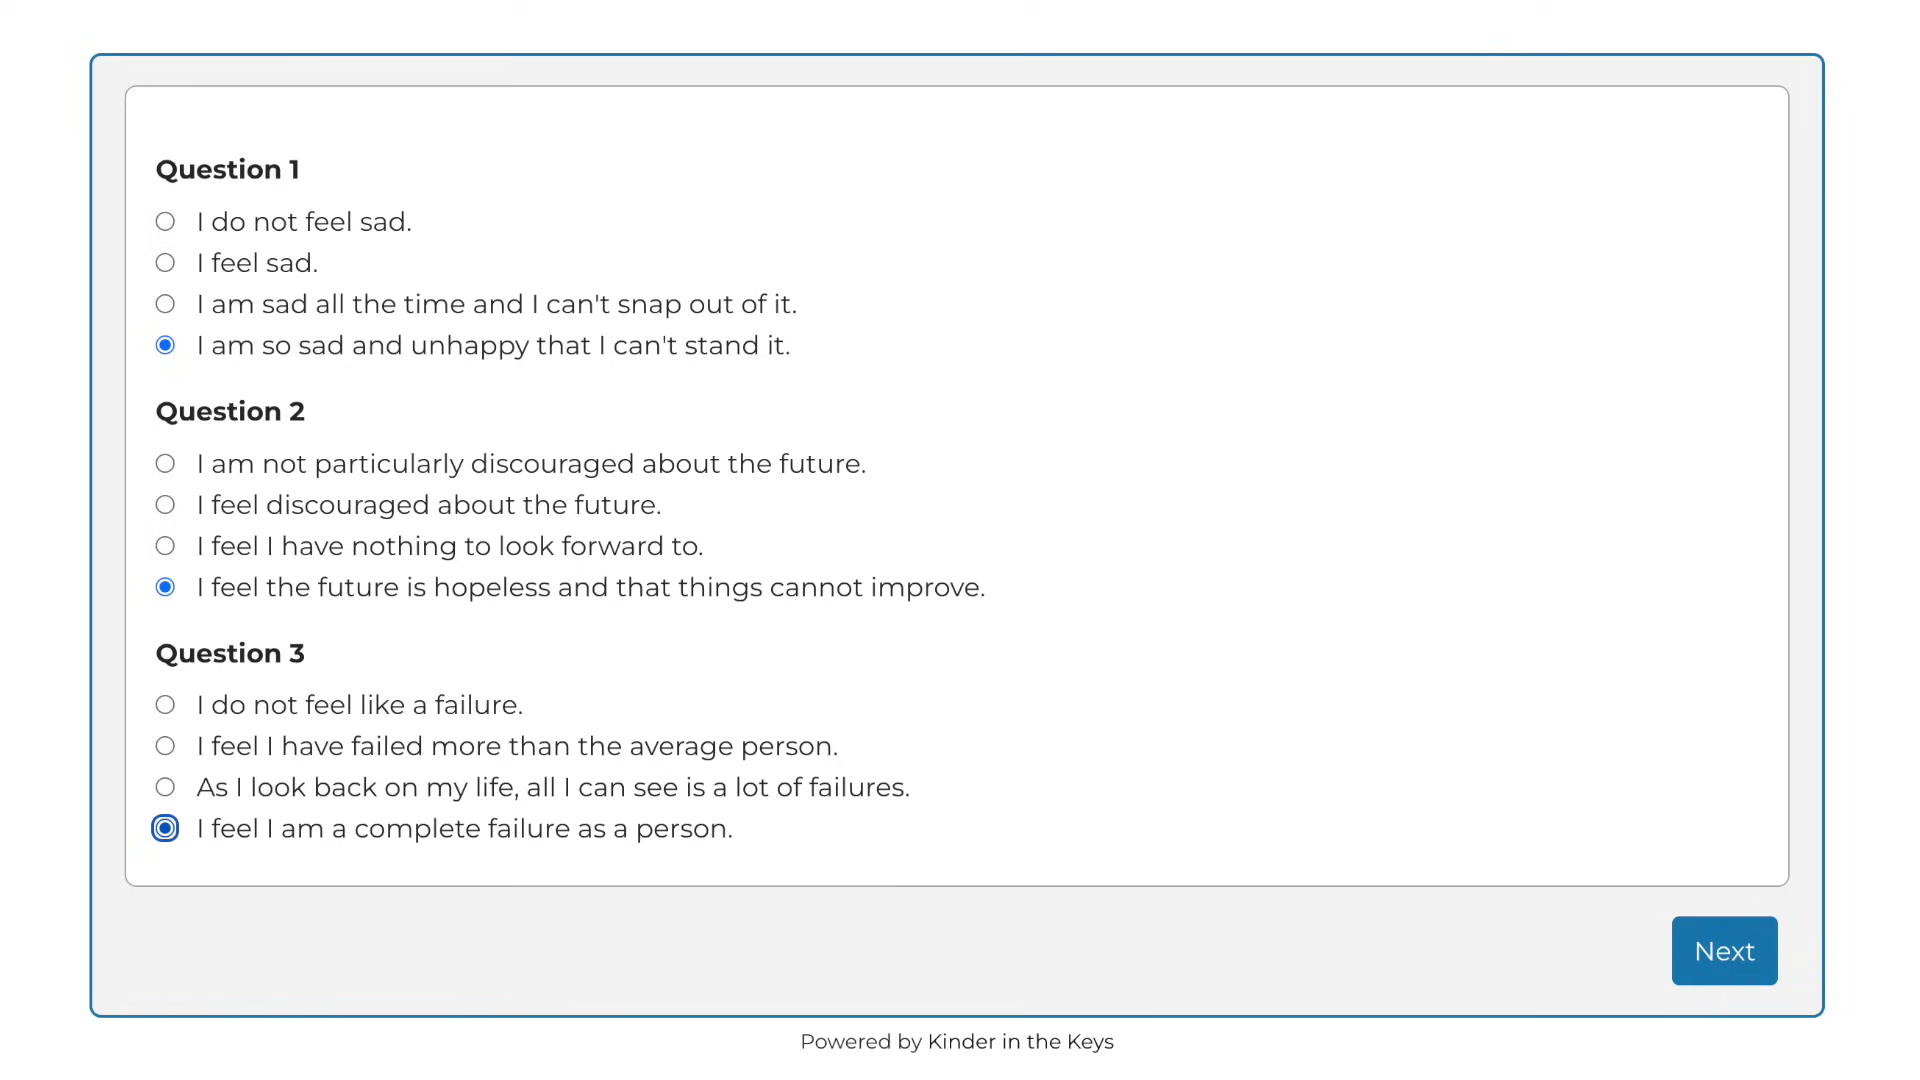 Question 1
I do not feel sad.
I feel sad.
I am sad all the time and I can't snap out of it.
I am so sad and unhappy that I can't stand it.
Question 2
I am not particularly discouraged about the future.
I feel discouraged about the future.
I feel I have nothing to look forward to.
I feel the future is hopeless and that things cannot improve.
Question 3
I do not feel like a failure.
I feel I have failed more than the average person.
As I look back on my life, all I can see is a lot of failures.
I feel I am a complete failure as a person.
Next
Powered by Kinder in the Keys